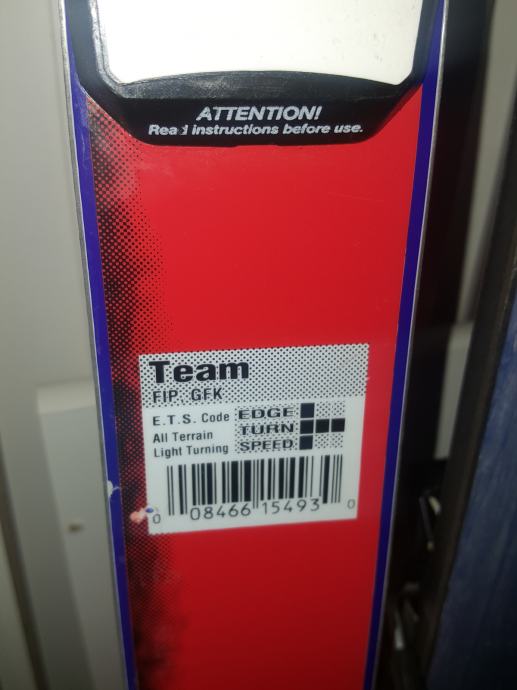 ATTENTION!
Read instructions before use.
Team
FIP. GFK
E.T.S. Code EDGE
All Terrain TURN
Light Turning SPEED
0 08466 15493 0